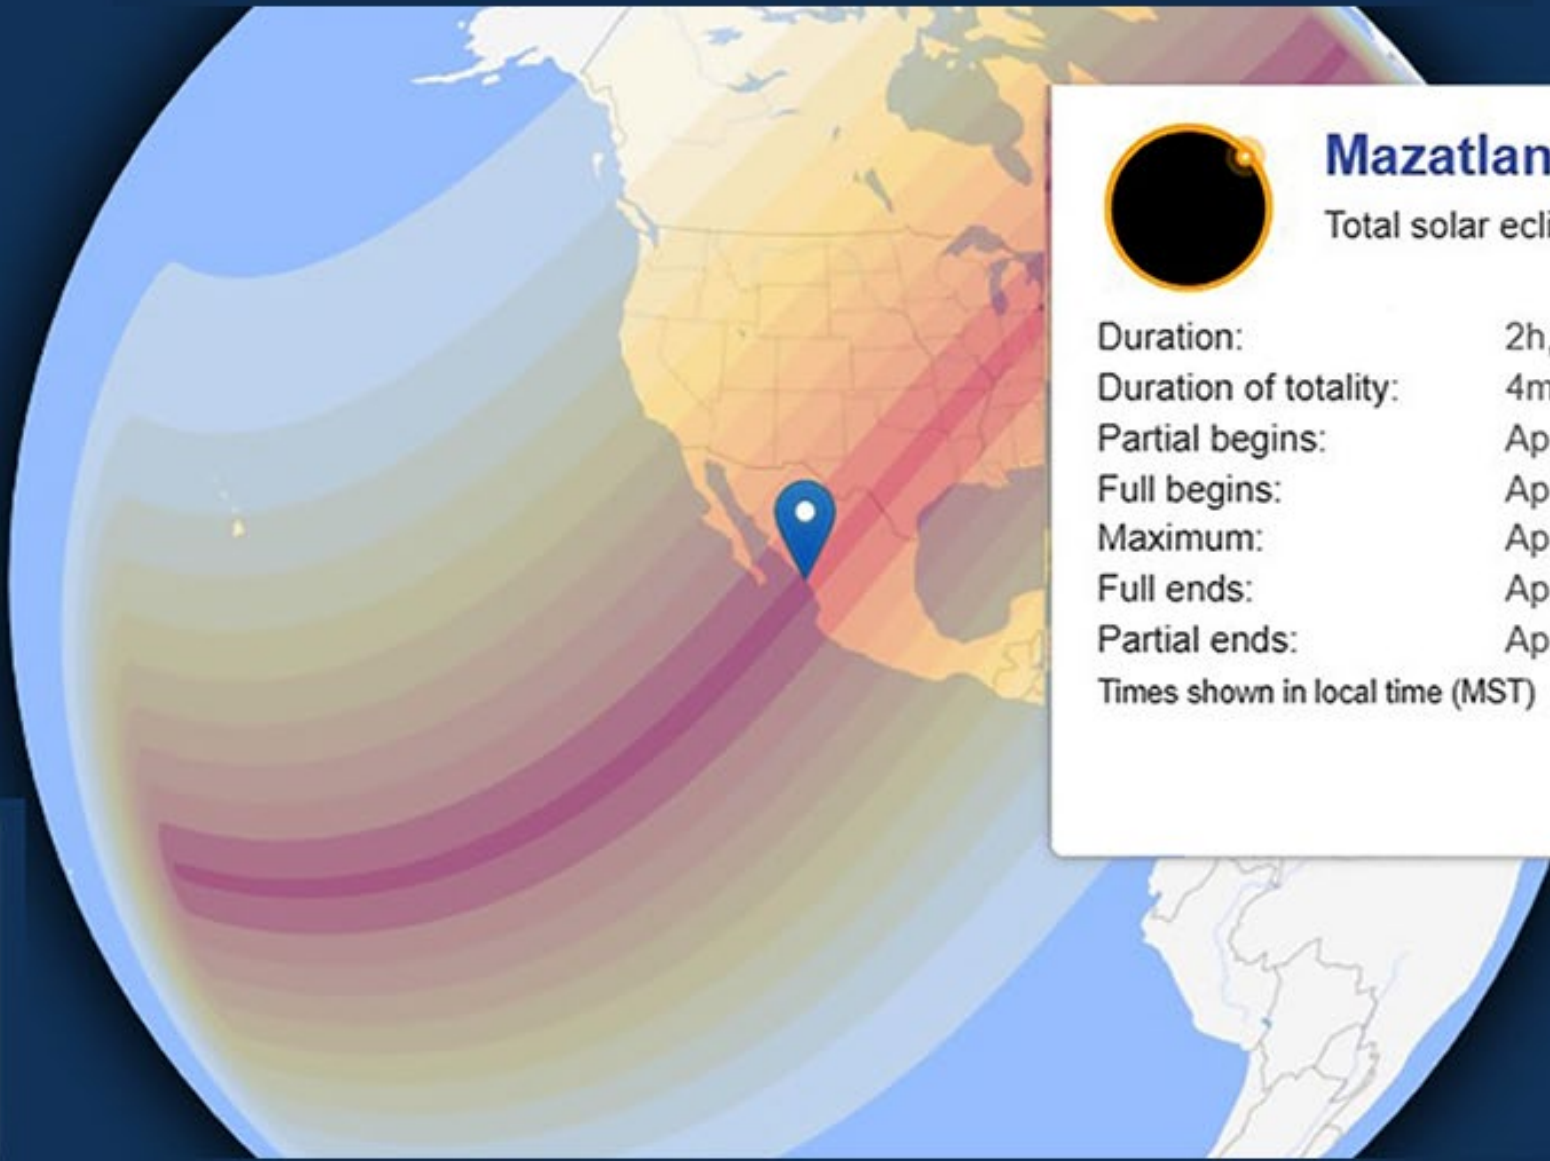 Mazatlan
Total solar ecli
Duration: 2h,
Duration of totality: 4m
Partial begins: Ap
Full begins: Ap
Maximum: Ap
Full ends: Ap
Partial ends: Ap
Times shown in local time (MST)